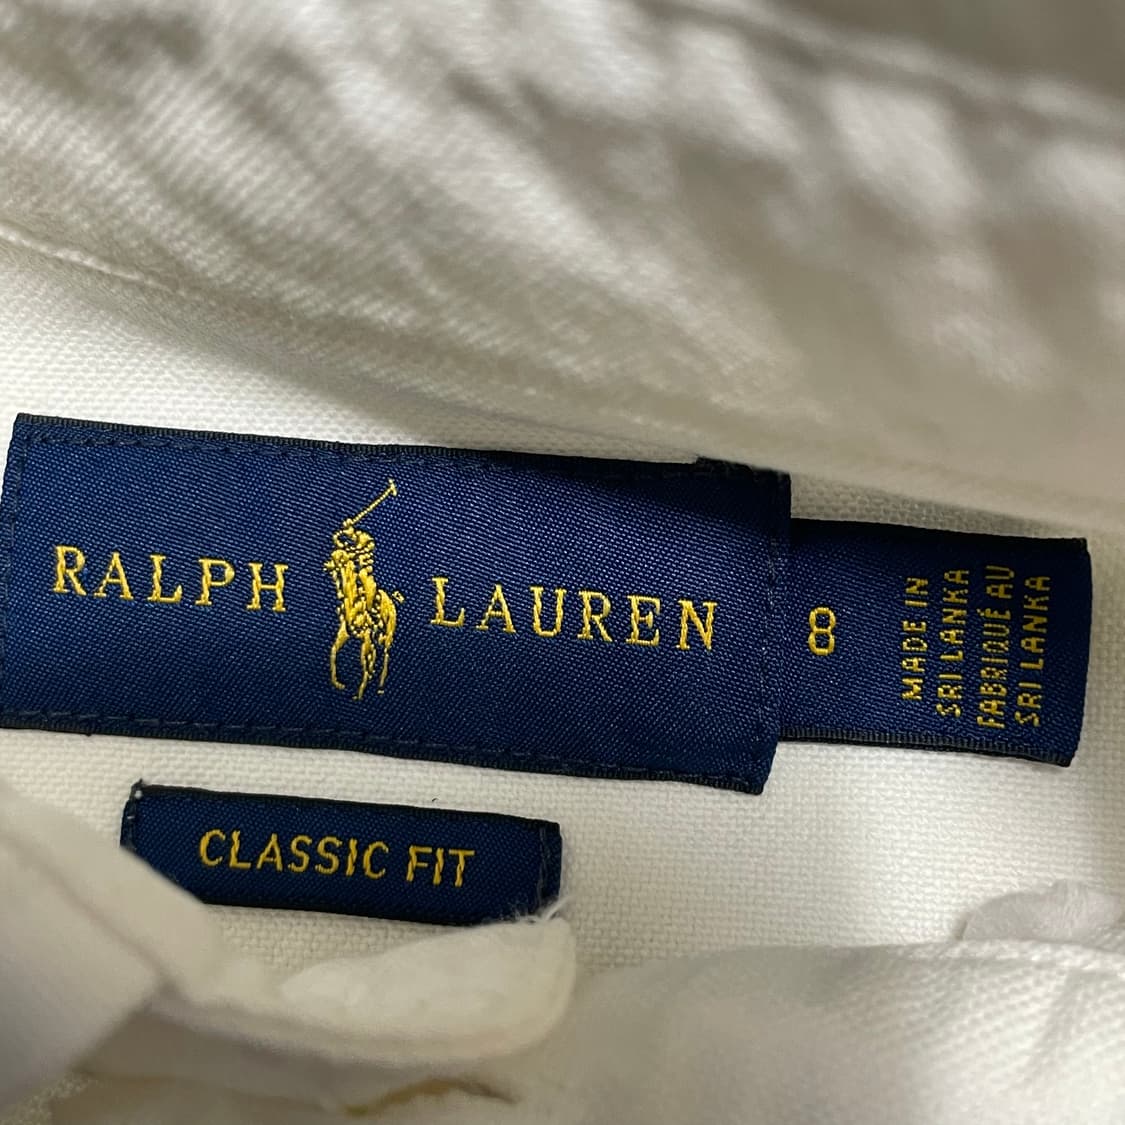 RALPH LAUREN
8
MADE IN
SRI LANKA
FABRIQUÉ AU
SRI LANKA
CLASSIC FIT